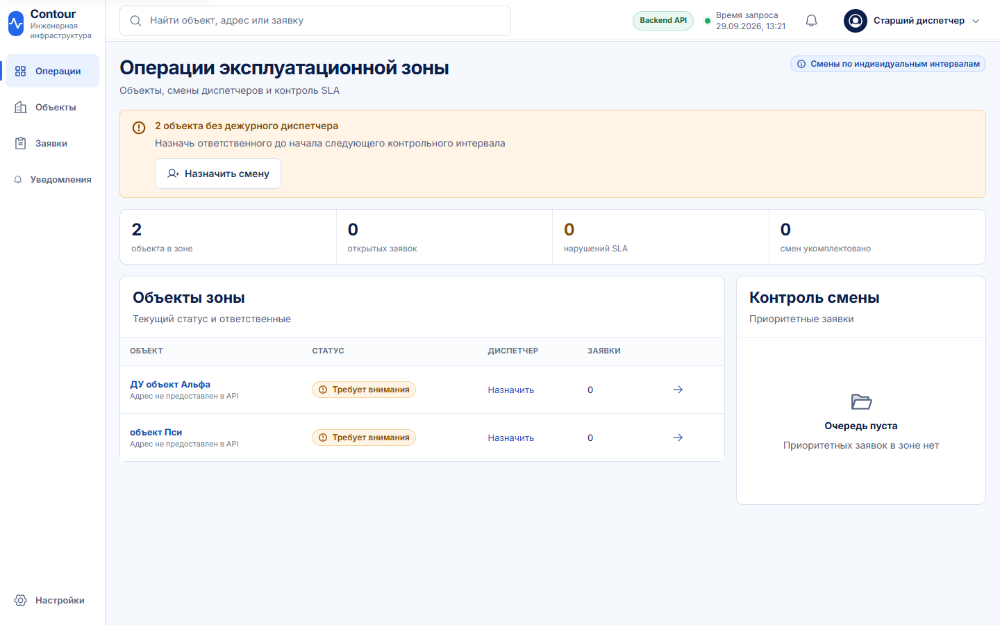 Contour
Инженерная
инфраструктура
Операции
Объекты
Заявки
Уведомления
Настройки
Найти объект, адрес или заявку
Backend API
Время запроса
29.09.2026, 13:21
Старший диспетчер
Операции эксплуатационной зоны
Объекты, смены диспетчеров и контроль SLA
Смены по индивидуальным интервалам
2 объекта без дежурного диспетчера
Назначь ответственного до начала следующего контрольного интервала
Назначить смену
2
объекта в зоне
0
открытых заявок
0
нарушений SLA
0
смен укомплектовано
Объекты зоны
Текущий статус и ответственные
ОБЪЕКТ СТАТУС ДИСПЕТЧЕР ЗАЯВКИ
ДУ объект Альфа
Адрес не предоставлен в API
Требует внимания
Назначить
0
объект Пси
Адрес не предоставлен в API
Требует внимания
Назначить
0
Контроль смены
Приоритетные заявки
Очередь пуста
Приоритетных заявок в зоне нет